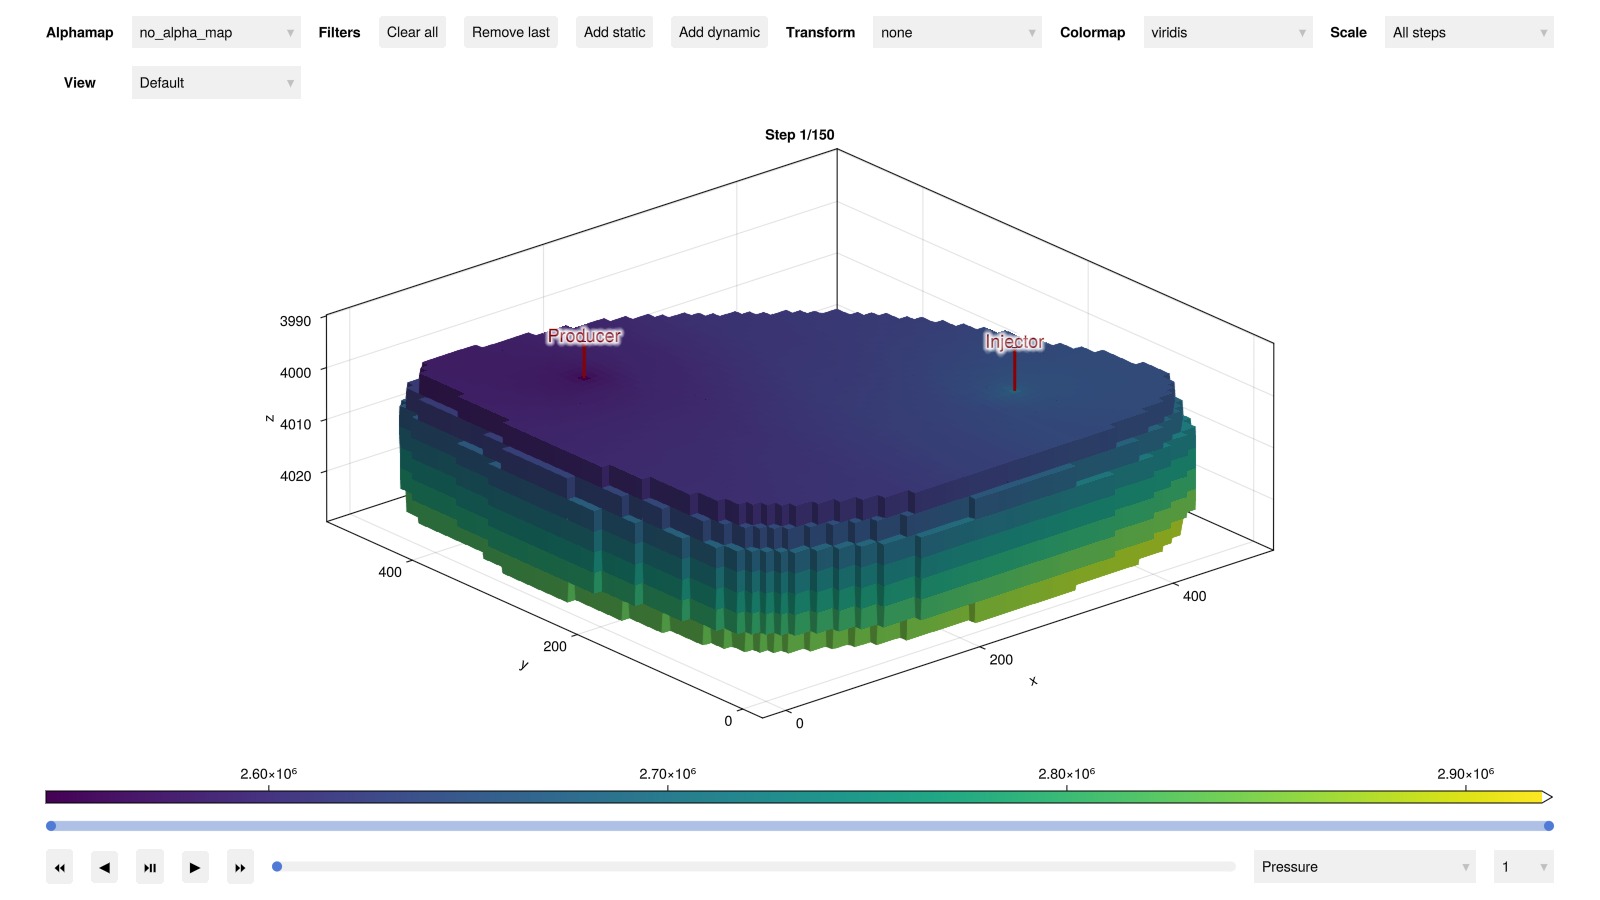 Alphamap no_alpha_map Filters Clear all Remove last Add static Add dynamic Transform none Colormap viridis Scale All steps
View Default
Step 1/150
Producer
Injector
3990
4000
4010
4020
z
400
200
0
y
400
200
0
x
2.60×10⁶ 2.70×10⁶ 2.80×10⁶ 2.90×10⁶
Pressure 1